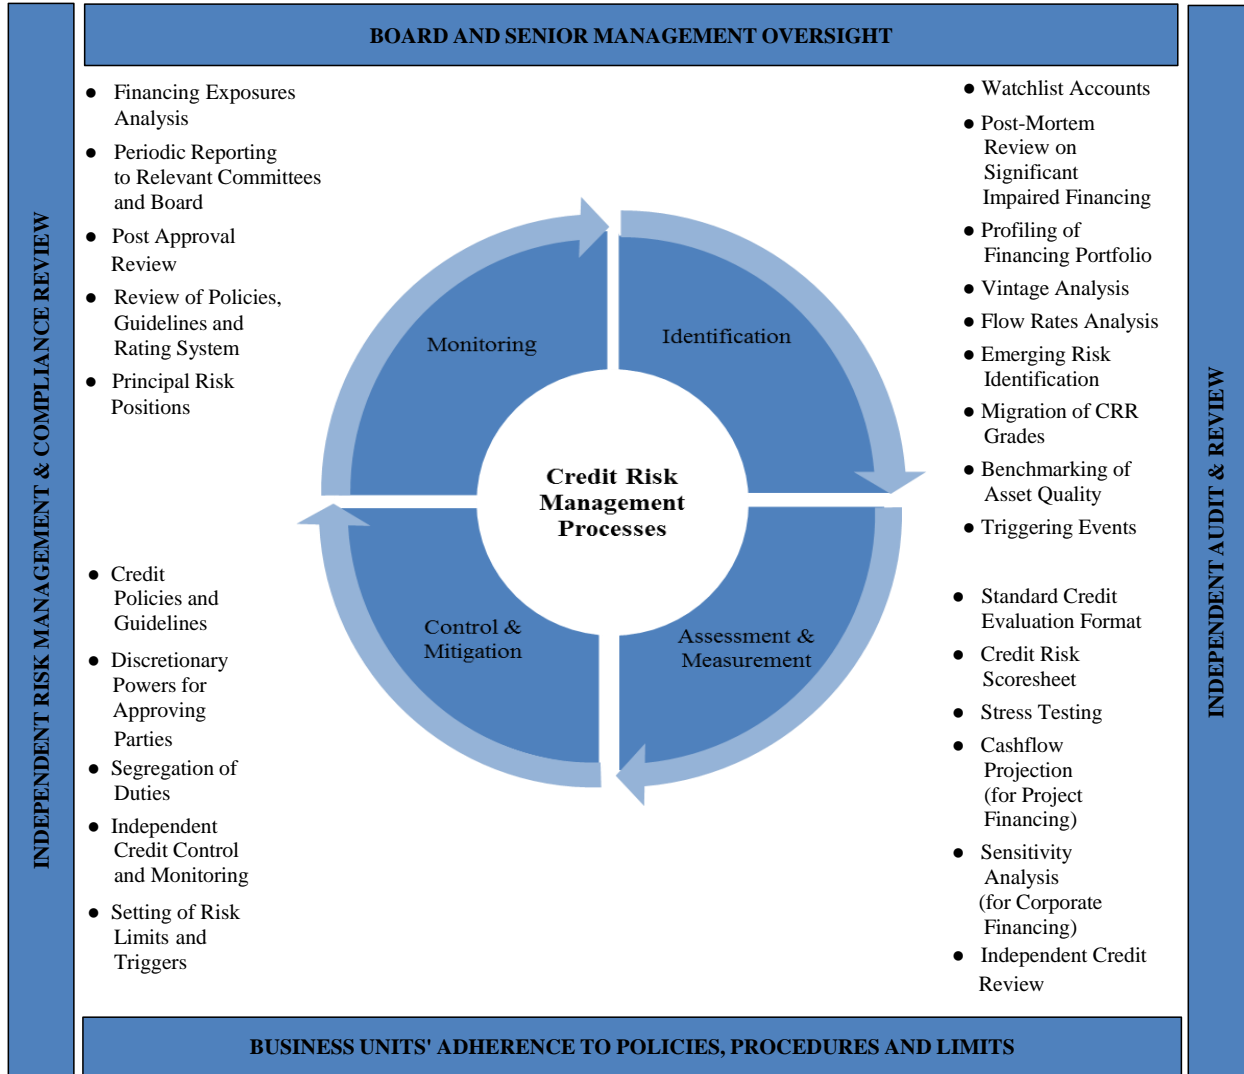 BOARD AND SENIOR MANAGEMENT OVERSIGHT
INDEPENDENT RISK MANAGEMENT & COMPLIANCE REVIEW
● Financing Exposures
Analysis
● Periodic Reporting
to Relevant Committees
and Board
● Post Approval
Review
● Review of Policies,
Guidelines and
Rating System
● Principal Risk
Positions
● Credit
Policies and
Guidelines
● Discretionary
Powers for
Approving
Parties
● Segregation of
Duties
● Independent
Credit Control
and Monitoring
● Setting of Risk
Limits and
Triggers
Monitoring
Identification
Credit Risk
Management
Processes
Control &
Mitigation
Assessment &
Measurement
● Watchlist Accounts
● Post-Mortem
Review on
Significant
Impaired Financing
● Profiling of
Financing Portfolio
● Vintage Analysis
● Flow Rates Analysis
● Emerging Risk
Identification
● Migration of CRR
Grades
● Benchmarking of
Asset Quality
● Triggering Events
● Standard Credit
Evaluation Format
● Credit Risk
Scoresheet
● Stress Testing
● Cashflow
Projection
(for Project
Financing)
● Sensitivity
Analysis
(for Corporate
Financing)
● Independent Credit
Review
INDEPENDENT AUDIT & REVIEW
BUSINESS UNITS' ADHERENCE TO POLICIES, PROCEDURES AND LIMITS